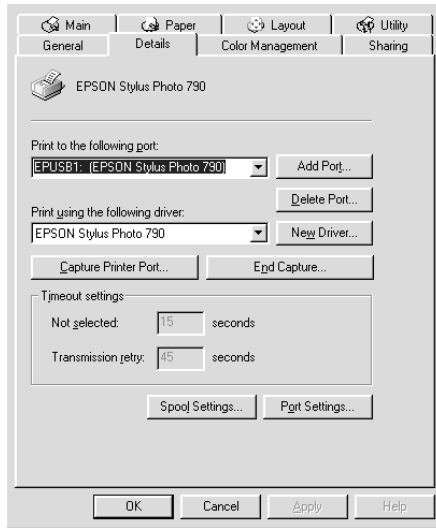 Main Paper Layout Utility
General Details Color Management Sharing
EPSON Stylus Photo 790
Print to the following port:
EPUSB1: (EPSON Stylus Photo 790) Add Port...
Delete Port...
Print using the following driver:
EPSON Stylus Photo 790 New Driver...
Capture Printer Port... End Capture...
Timeout settings
Not selected: 15 seconds
Transmission retry: 45 seconds
Spool Settings... Port Settings...
OK Cancel Apply Help